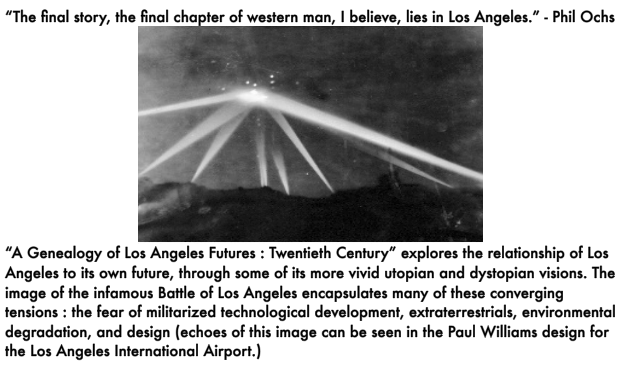 “The final story, the final chapter of western man, I believe, lies in Los Angeles.” - Phil Ochs
“A Genealogy of Los Angeles Futures : Twentieth Century” explores the relationship of Los
Angeles to its own future, through some of its more vivid utopian and dystopian visions. The
image of the infamous Battle of Los Angeles encapsulates many of these converging
tensions : the fear of militarized technological development, extraterrestrials, environmental
degradation, and design (echoes of this image can be seen in the Paul Williams design for
the Los Angeles International Airport.)